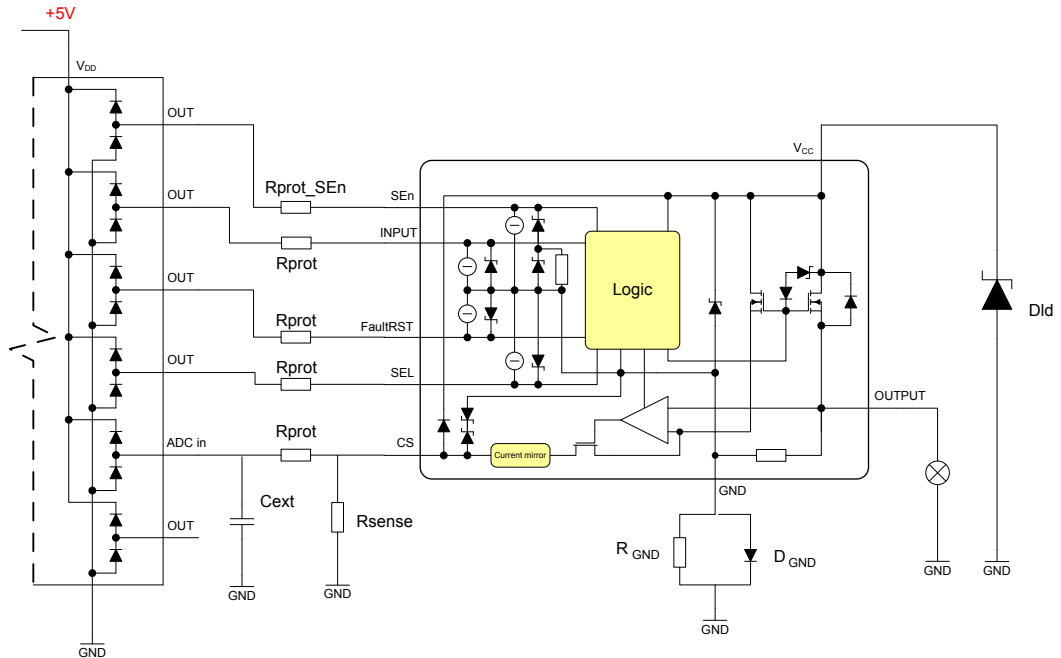 +5V
VDD
OUT
Rprot_SEn
SEn
VCC
OUT
Rprot
INPUT
Logic
OUT
Rprot
FaultRST
Dld
OUT
Rprot
SEL
OUTPUT
ADC in
Rprot
CS
Current mirror
GND
Cext
Rsense
OUT
R GND
D GND
GND
GND
GND
GND
GND
GND